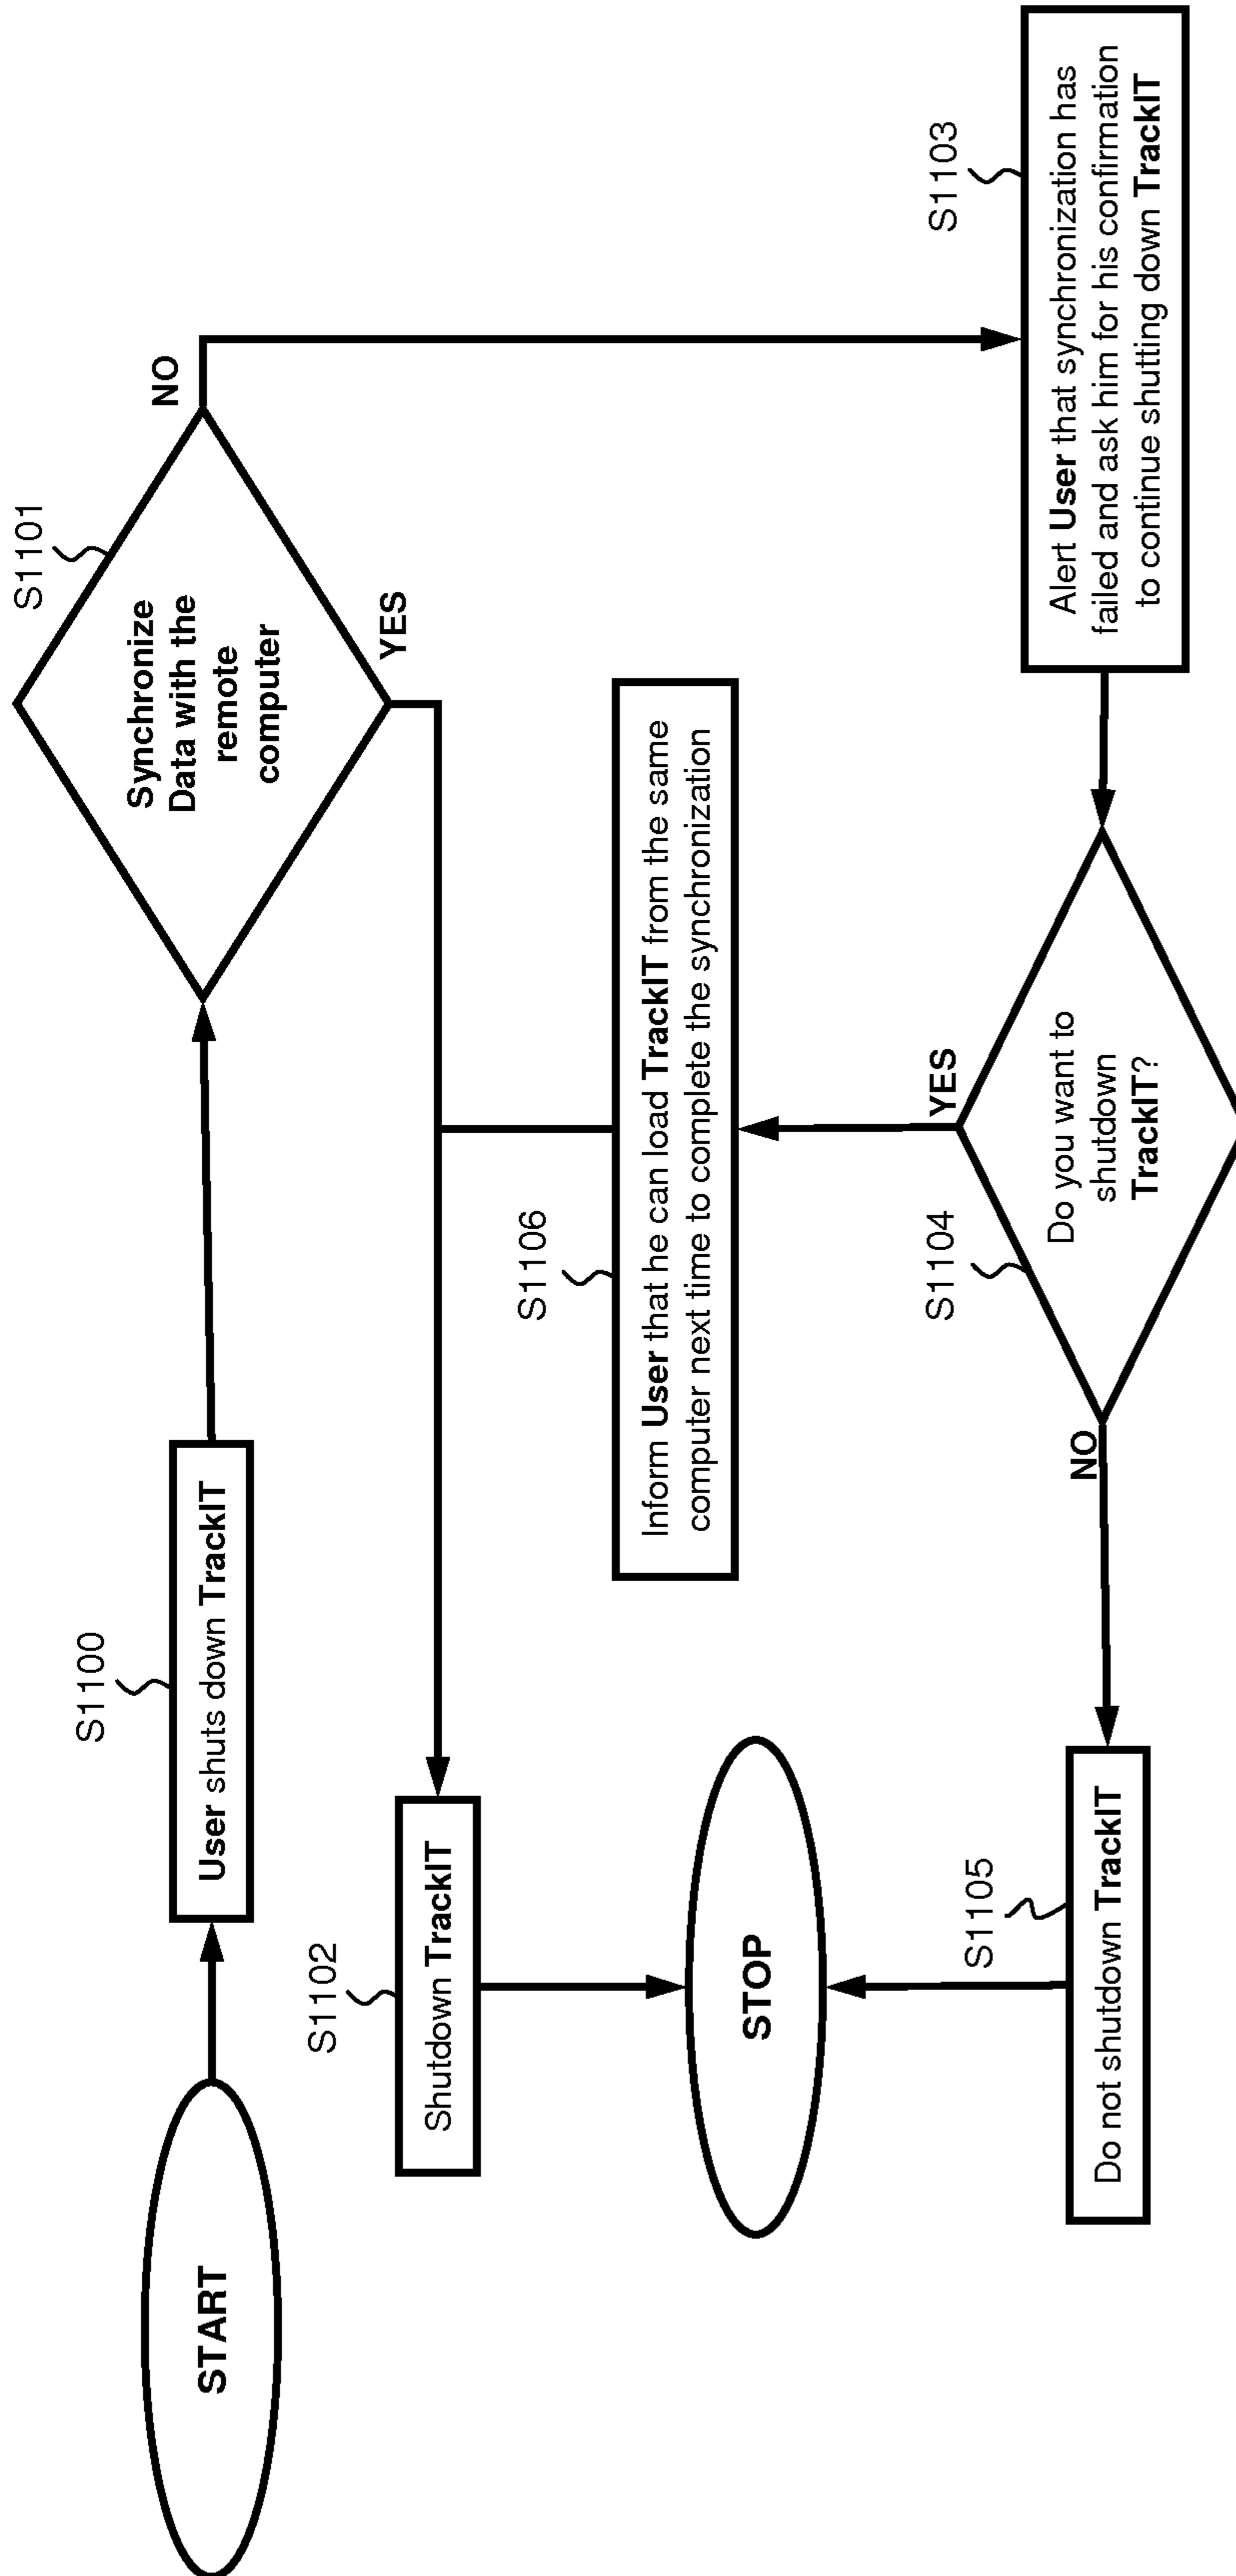 START
S1100
User shuts down TrackIT
S1101
Synchronize
Data with the
remote
computer
NO
YES
S1102
Shutdown TrackIT
S1106
Inform User that he can load TrackIT from the same
computer next time to complete the synchronization
STOP
S1103
Alert User that synchronization has
failed and ask him for his confirmation
to continue shutting down TrackIT
S1104
YES
Do you want to
shutdown
TrackIT?
NO
S1105
Do not shutdown TrackIT